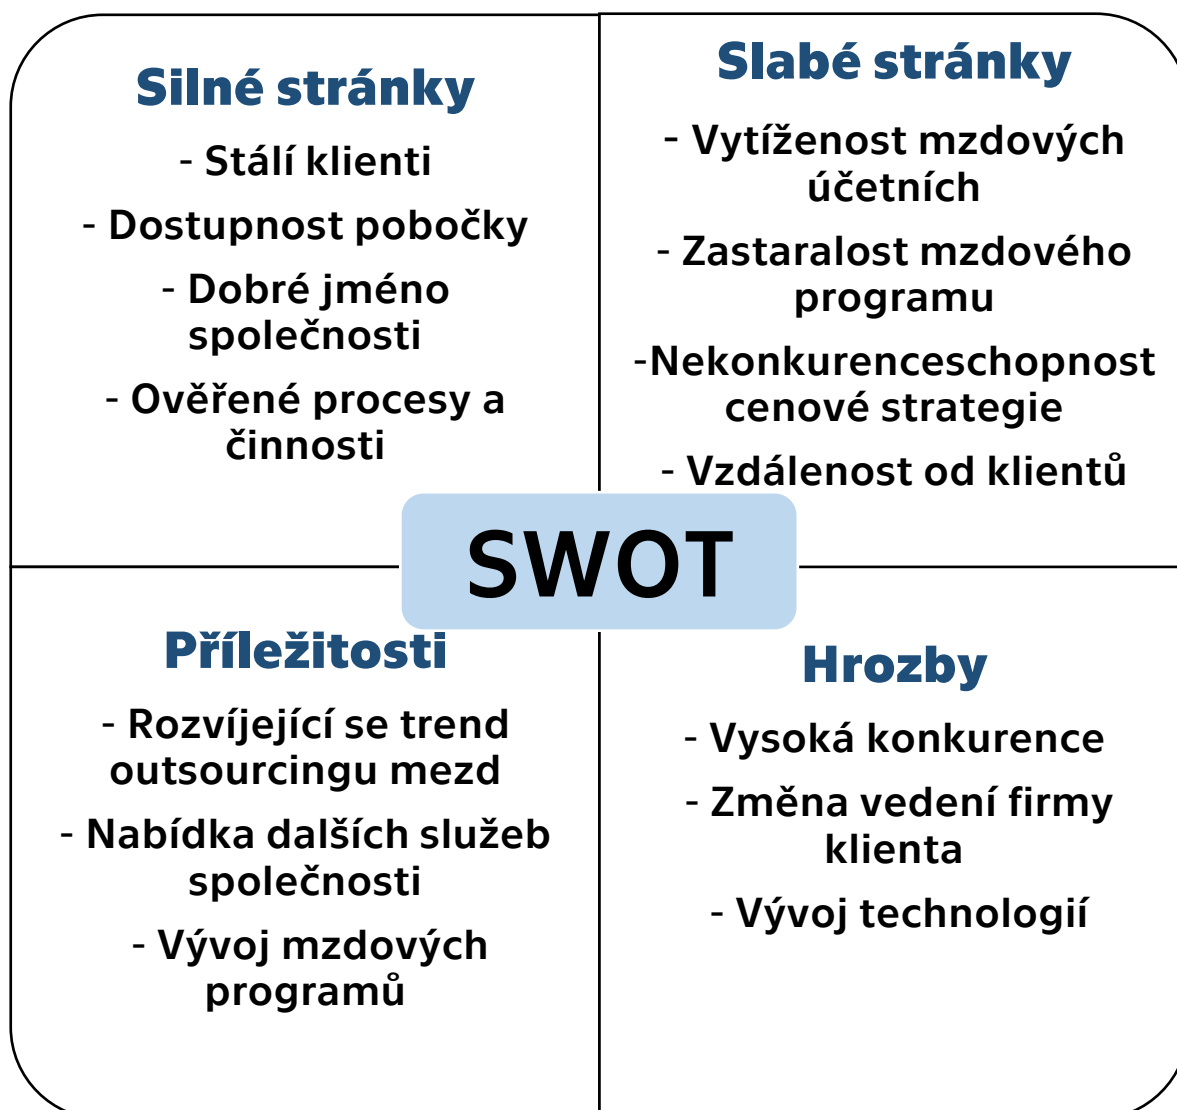 Silné stránky
- Stálí klienti
- Dostupnost pobočky
- Dobré jméno
společnosti
- Ověřené procesy a
činnosti
Slabé stránky
- Vytíženost mzdových
účetních
- Zastaralost mzdového
programu
-Nekonkurenceschopnost
cenové strategie
- Vzdálenost od klientů
SWOT
Příležitosti
- Rozvíjející se trend
outsourcingu mezd
- Nabídka dalších služeb
společnosti
- Vývoj mzdových
programů
Hrozby
- Vysoká konkurence
- Změna vedení firmy
klienta
- Vývoj technologií